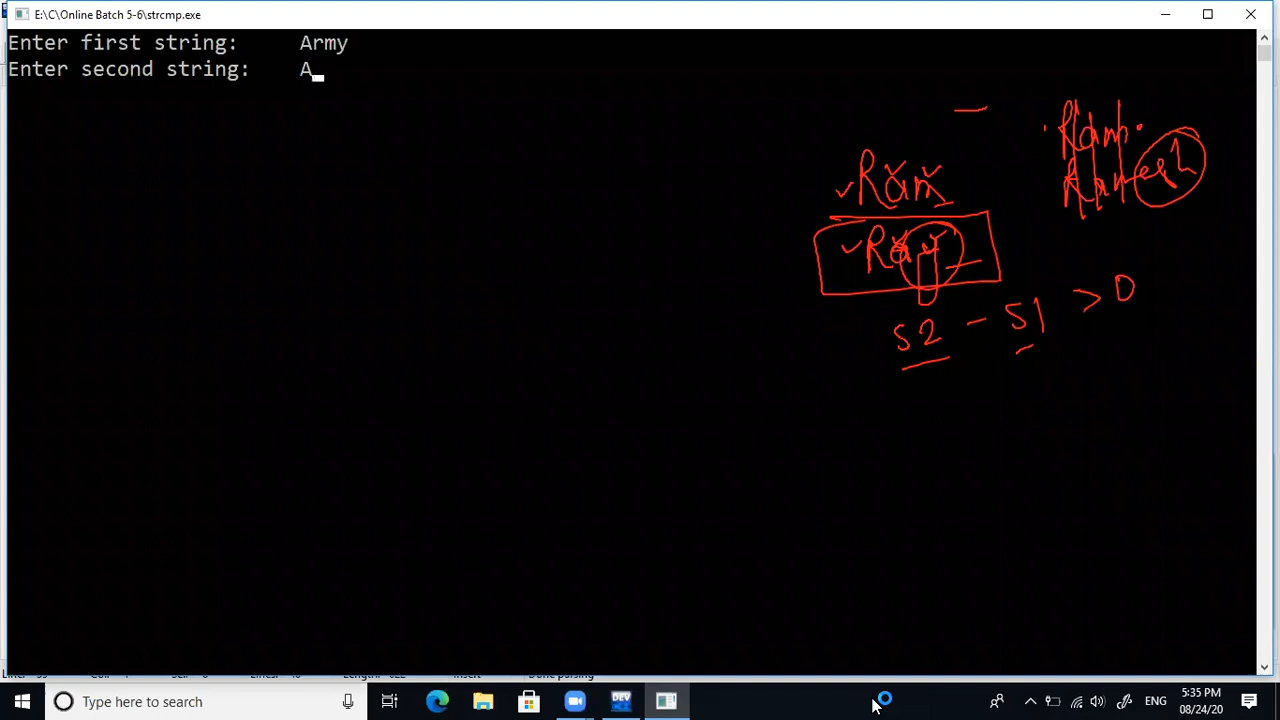 E:\C\Online Batch 5-6\strcmp.exe
Enter first string: Army
Enter second string: A
Ram
Ram
S2 - S1 > 0
Type here to search
DEV
ENG
5:35 PM
08/24/20